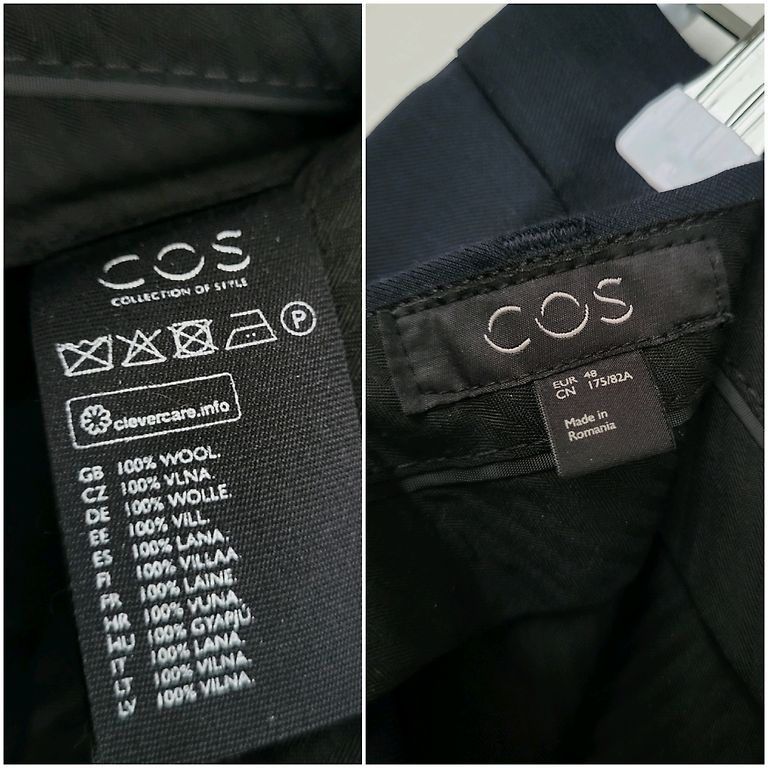 COS
COLLECTION OF STYLE
P
clevercare.info
GB 100% WOOL.
CZ 100% VLNA.
DE 100% WOLLE.
EE 100% VILL.
ES 100% LANA.
FI 100% VILLAA.
FR 100% LAINE.
HR 100% VUNA.
HU 100% GYAPJÚ.
IT 100% LANA.
LT 100% VILNA.
LV 100% VILNA.
COS
EUR 48
CN 175/82A
Made in
Romania